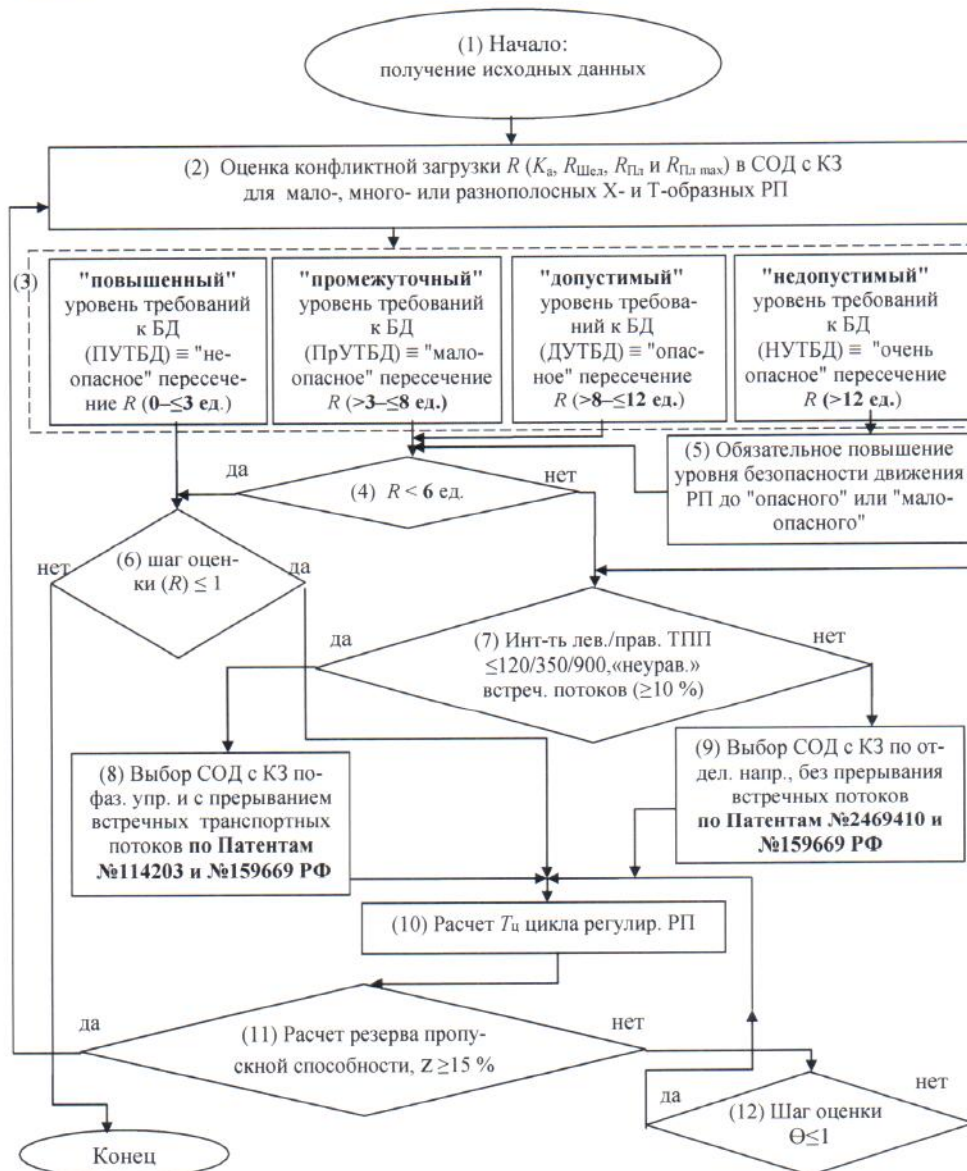 (1) Начало:
получение исходных данных
(2) Оценка конфликтной загрузки R (Kа, RШел, RПл и RПл max) в СОД с КЗ
для мало-, много- или разнополосных Х- и Т-образных РП
(3)
"повышенный"
уровень требований
к БД
(ПУТБД) ≡ "не-
опасное" пересече-
ние R (0–≤3 ед.)
"промежуточный"
уровень требований
к БД
(ПрУТБД) ≡ "мало-
опасное" пересечение
R (>3–≤8 ед.)
"допустимый"
уровень требова-
ний к БД
(ДУТБД) ≡ "опас-
ное" пересечение
R (>8–≤12 ед.)
"недопустимый"
уровень требований
к БД
(НУТБД) ≡ "очень
опасное" пересечение
R (>12 ед.)
да
(4) R < 6 ед.
нет
(5) Обязательное повышение
уровня безопасности движения
РП до "опасного" или "мало-
опасного"
нет
(6) шаг оцен-
ки (R) ≤ 1
да
да
(7) Инт-ть лев./прав. ТПП
≤120/350/900,«неурав.»
встреч. потоков (≥10 %)
нет
(8) Выбор СОД с КЗ по-
фаз. упр. и с прерыванием
встречных транспортных
потоков по Патентам
№114203 и №159669 РФ
(9) Выбор СОД с КЗ по от-
дел. напр., без прерывания
встречных потоков
по Патентам №2469410 и
№159669 РФ
(10) Расчет Tц цикла регулир. РП
да
(11) Расчет резерва пропу-
скной способности, Z ≥15 %
нет
да
(12) Шаг оценки
Θ≤1
нет
Конец